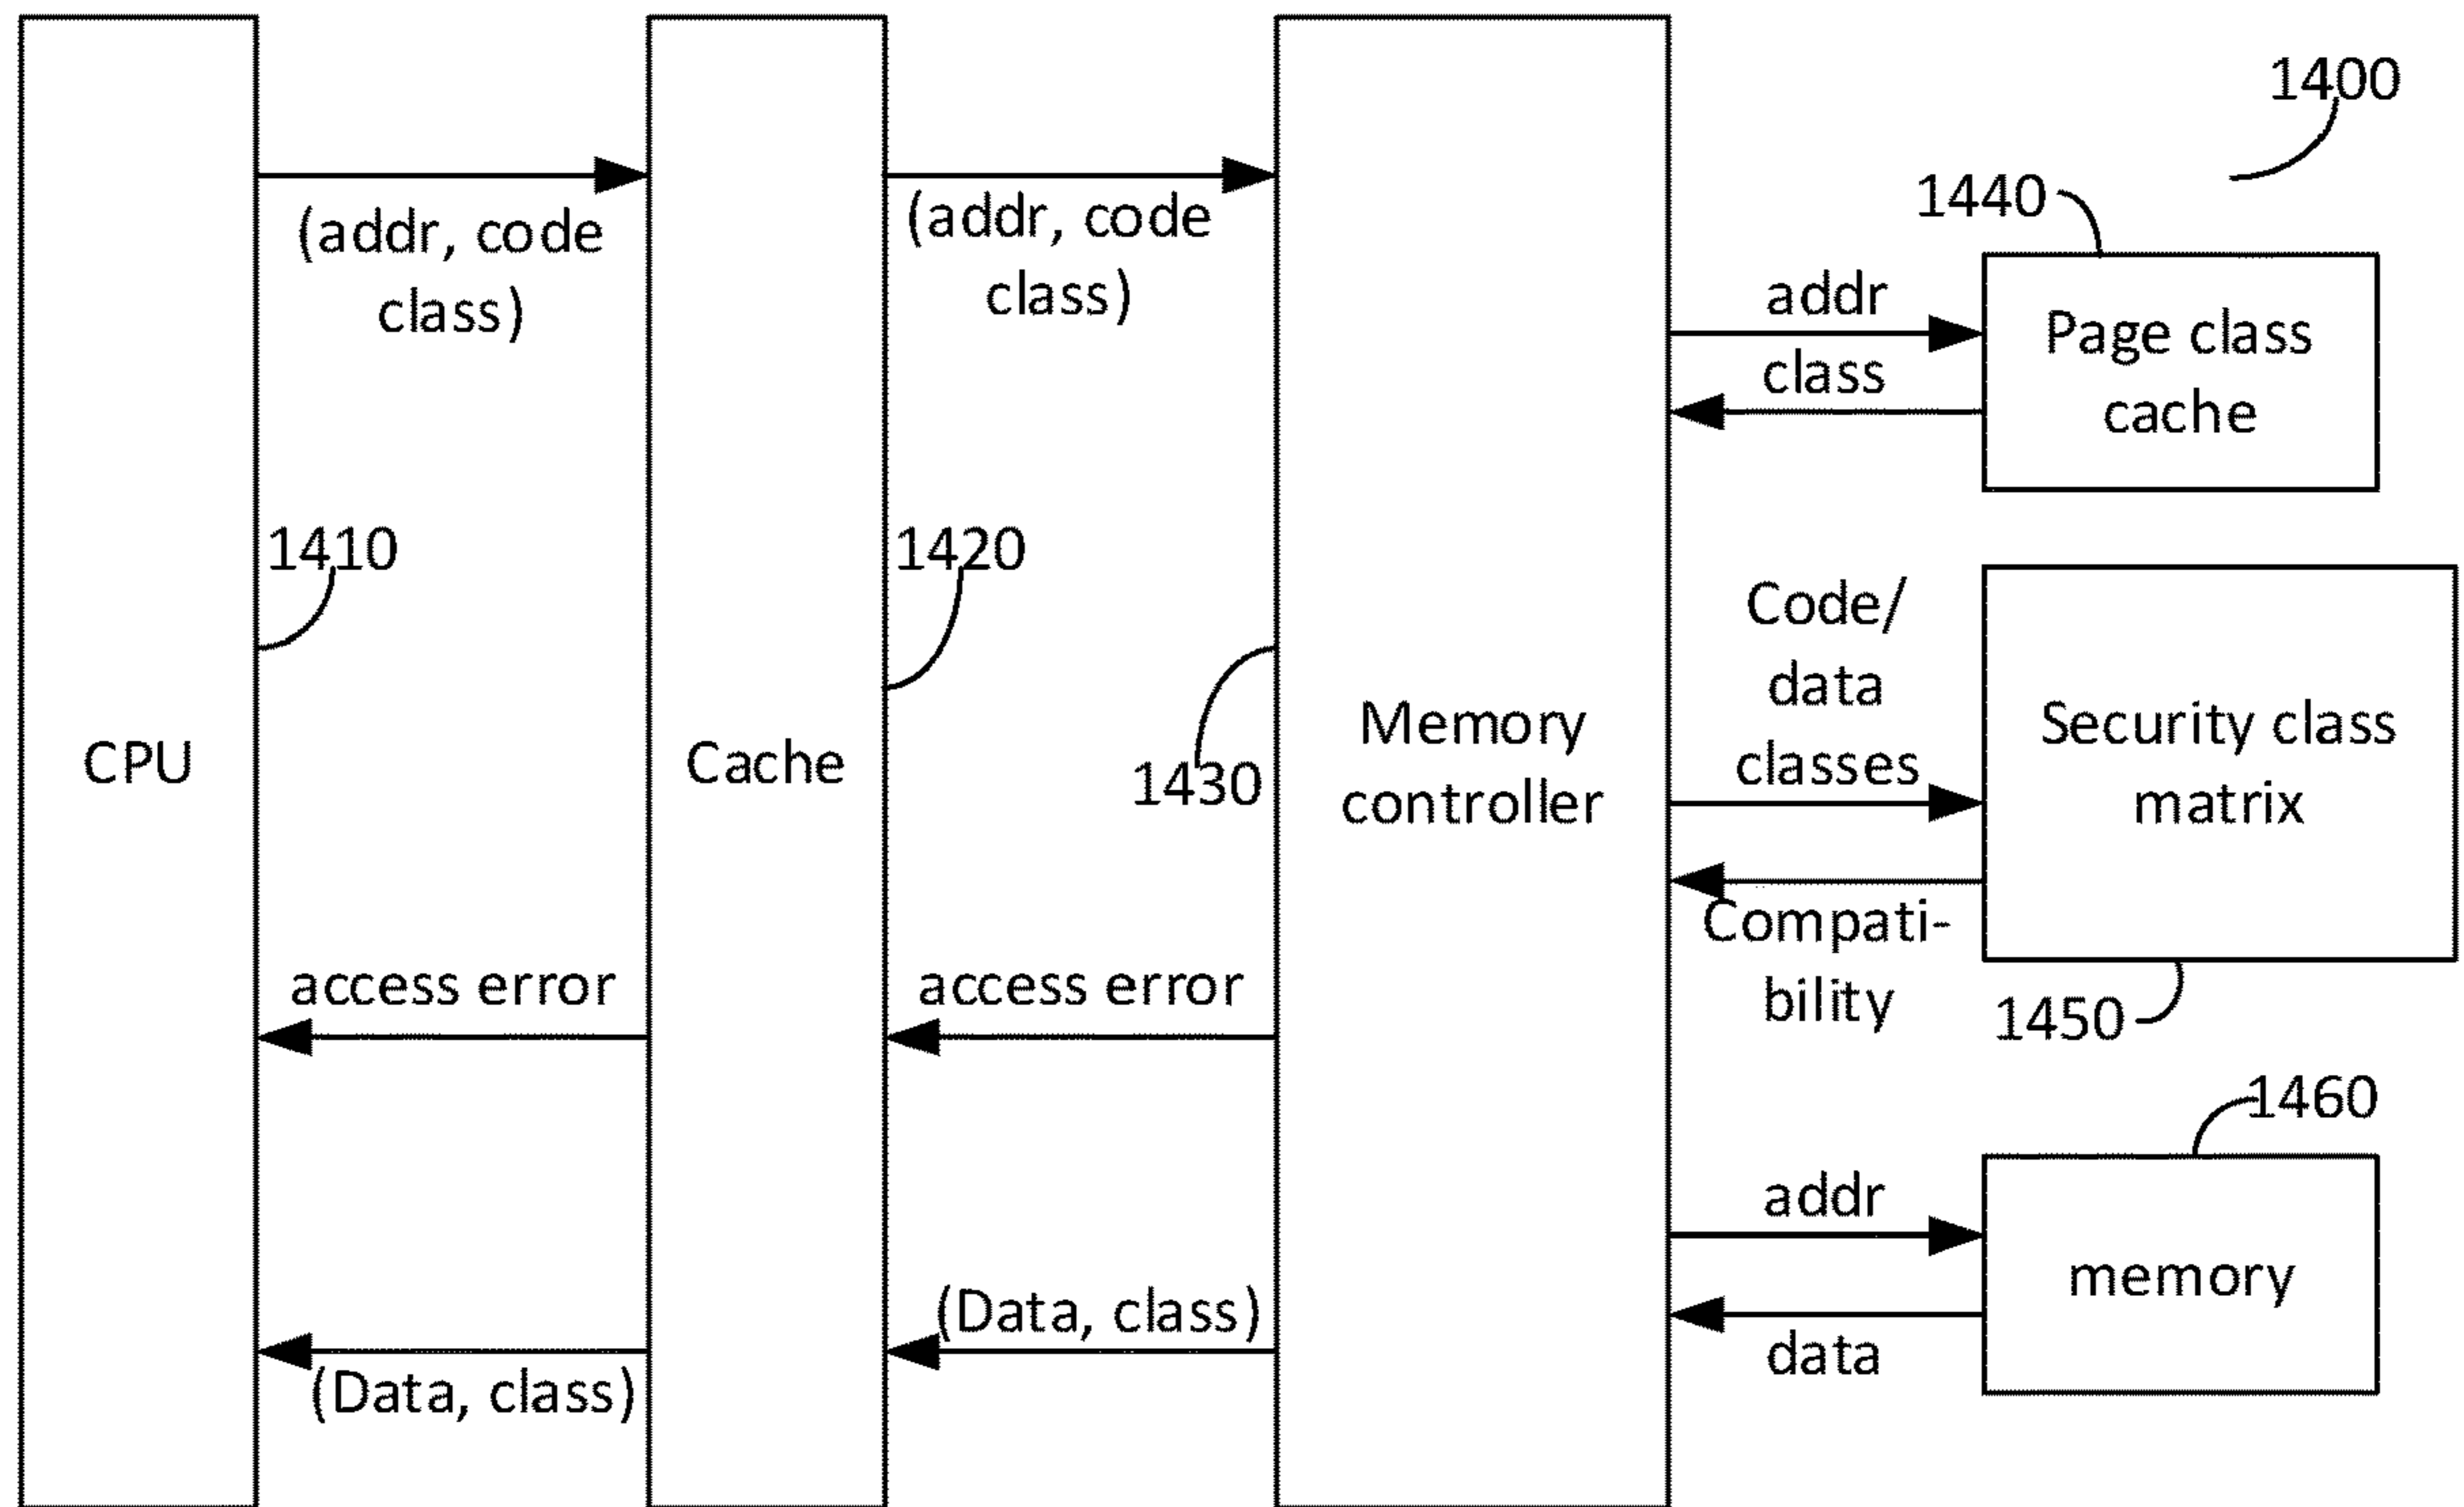 1400
1440
(addr, code
class)
(addr, code
class)
addr
class
Page class
cache
1410
1420
1430
CPU
Cache
Memory
controller
Code/
data
classes
Security class
matrix
Compati-
bility
1450
access error
access error
1460
addr
data
memory
(Data, class)
(Data, class)